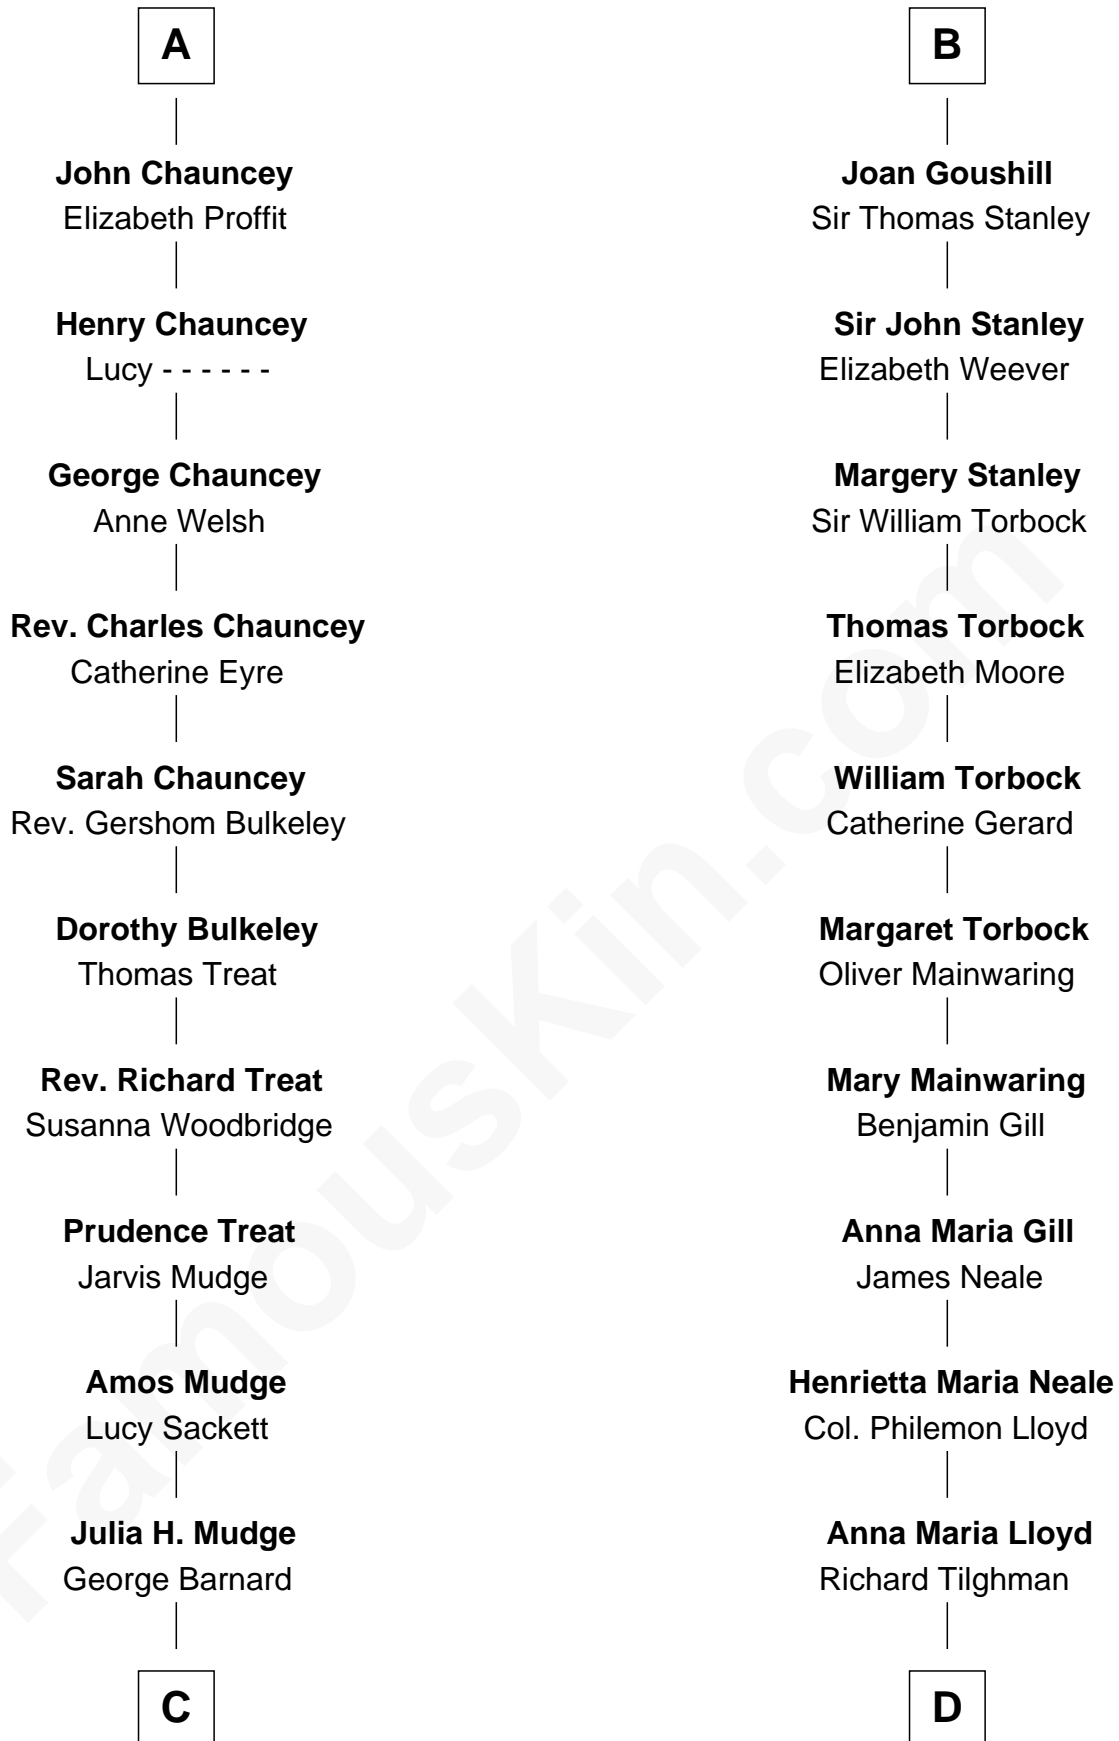 A
John Chauncey
Elizabeth Proffit
Henry Chauncey
Lucy - - - - - -
George Chauncey
Anne Welsh
Rev. Charles Chauncey
Catherine Eyre
Sarah Chauncey
Rev. Gershom Bulkeley
Dorothy Bulkeley
Thomas Treat
Rev. Richard Treat
Susanna Woodbridge
Prudence Treat
Jarvis Mudge
Amos Mudge
Lucy Sackett
Julia H. Mudge
George Barnard
C
B
Joan Goushill
Sir Thomas Stanley
Sir John Stanley
Elizabeth Weever
Margery Stanley
Sir William Torbock
Thomas Torbock
Elizabeth Moore
William Torbock
Catherine Gerard
Margaret Torbock
Oliver Mainwaring
Mary Mainwaring
Benjamin Gill
Anna Maria Gill
James Neale
Henrietta Maria Neale
Col. Philemon Lloyd
Anna Maria Lloyd
Richard Tilghman
D
FamousKin.com